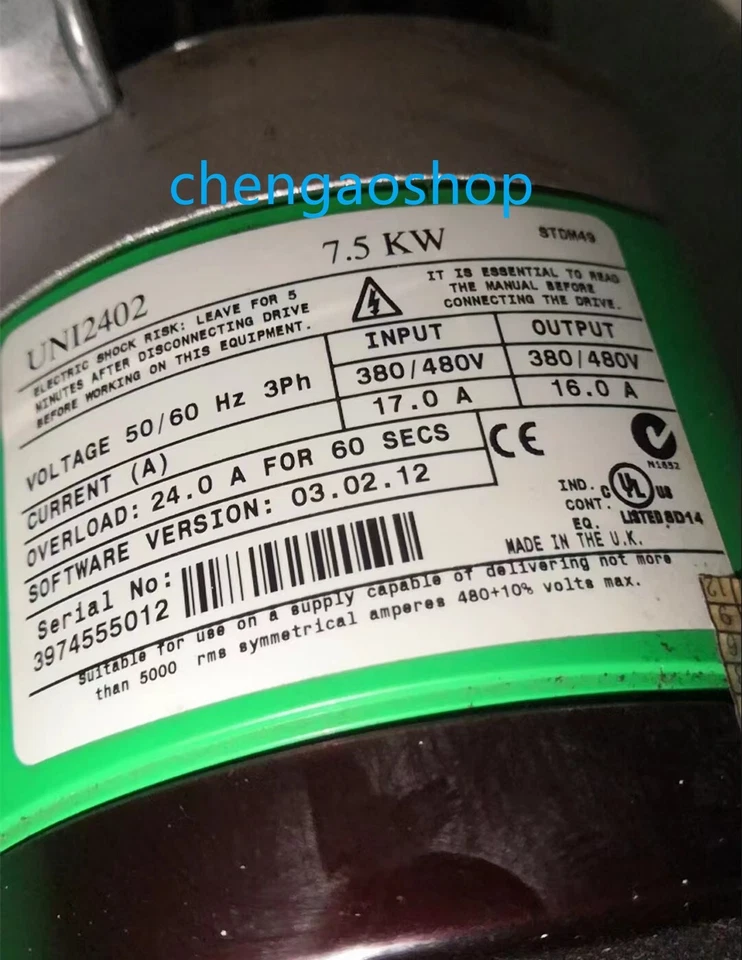 chengaoshop
UNI2402 7.5 KW STDM49
ELECTRIC SHOCK RISK: LEAVE FOR 5
MINUTES AFTER DISCONNECTING DRIVE
BEFORE WORKING ON THIS EQUIPMENT.
IT IS ESSENTIAL TO READ
THE MANUAL BEFORE
CONNECTING THE DRIVE.
INPUT OUTPUT
VOLTAGE 50/60 Hz 3Ph 380/480V 380/480V
CURRENT (A) 17.0 A 16.0 A
OVERLOAD: 24.0 A FOR 60 SECS
SOFTWARE VERSION: 03.02.12
CE
N1652
IND.
CONT.
EQ.
C UL US
LISTED 8D14
Serial No:
3974555012
MADE IN THE U.K.
Suitable for use on a supply capable of delivering not more
than 5000 rms symmetrical amperes 480+10% volts max.